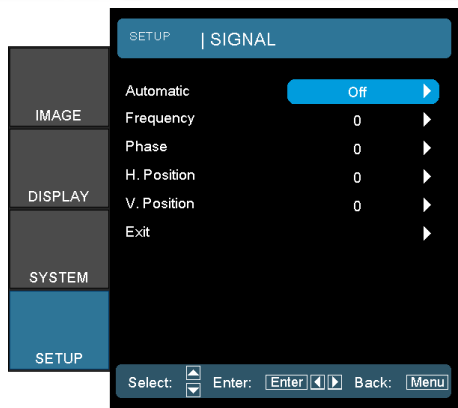 SETUP | SIGNAL
IMAGE
DISPLAY
SYSTEM
SETUP
Automatic Off
Frequency 0
Phase 0
H. Position 0
V. Position 0
Exit
Select: Enter: Enter Back: Menu